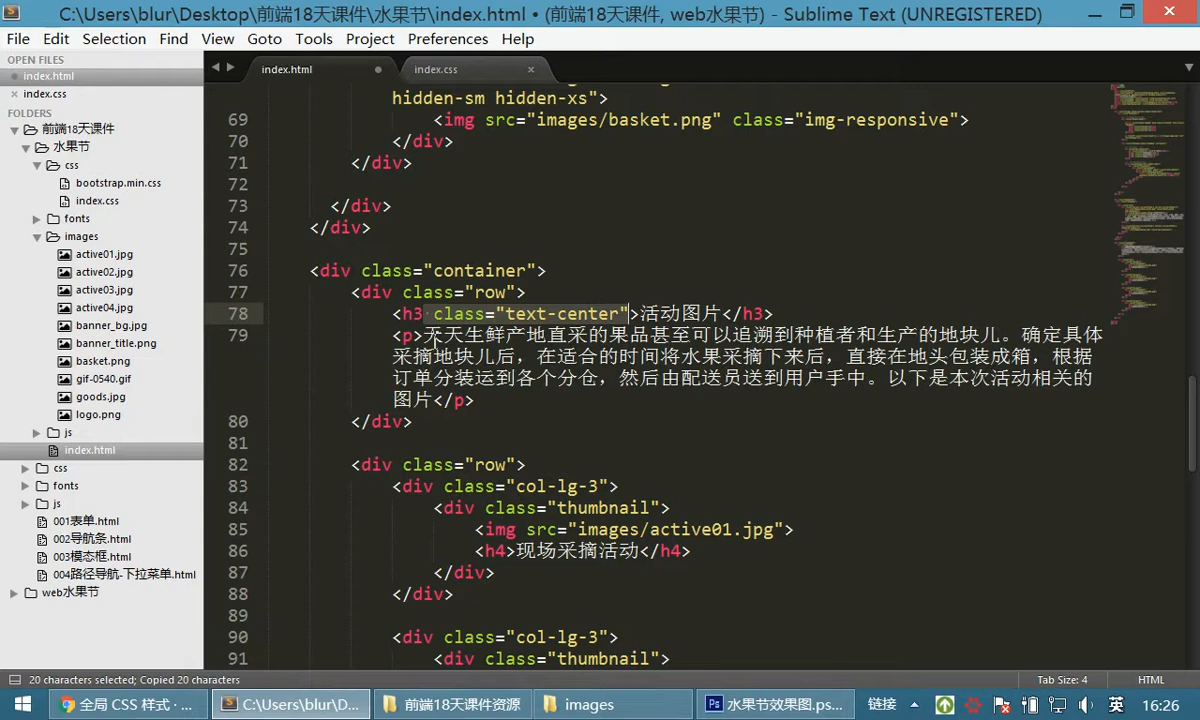 C:\Users\blur\Desktop\前端18天课件\水果节\index.html • (前端18天课件, web水果节) - Sublime Text (UNREGISTERED)
File Edit Selection Find View Goto Tools Project Preferences Help
OPEN FILES
index.html
index.css
FOLDERS
前端18天课件
水果节
css
bootstrap.min.css
index.css
fonts
images
active01.jpg
active02.jpg
active03.jpg
active04.jpg
banner_bg.jpg
banner_title.png
basket.png
gif-0540.gif
goods.jpg
logo.png
js
index.html
css
fonts
js
001表单.html
002导航条.html
003模态框.html
004路径导航-下拉菜单.html
web水果节
index.html index.css
hidden-sm hidden-xs">
69 <img src="images/basket.png" class="img-responsive">
70 </div>
71 </div>
72
73 </div>
74 </div>
75
76 <div class="container">
77 <div class="row">
78 <h3 class="text-center">活动图片</h3>
79 <p>天天生鲜产地直采的果品甚至可以追溯到种植者和生产的地块儿。确定具体
采摘地块儿后，在适合的时间将水果采摘下来后，直接在地头包装成箱，根据
订单分装运到各个分仓，然后由配送员送到用户手中。以下是本次活动相关的
图片</p>
80 </div>
81
82 <div class="row">
83 <div class="col-lg-3">
84 <div class="thumbnail">
85 <img src="images/active01.jpg">
86 <h4>现场采摘活动</h4>
87 </div>
88 </div>
89
90 <div class="col-lg-3">
91 <div class="thumbnail">
20 characters selected; Copied 20 characters Tab Size: 4 HTML
全局 CSS 样式 · ... C:\Users\blur\D... 前端18天课件资源 images 水果节效果图.ps... 链接 英 16:26